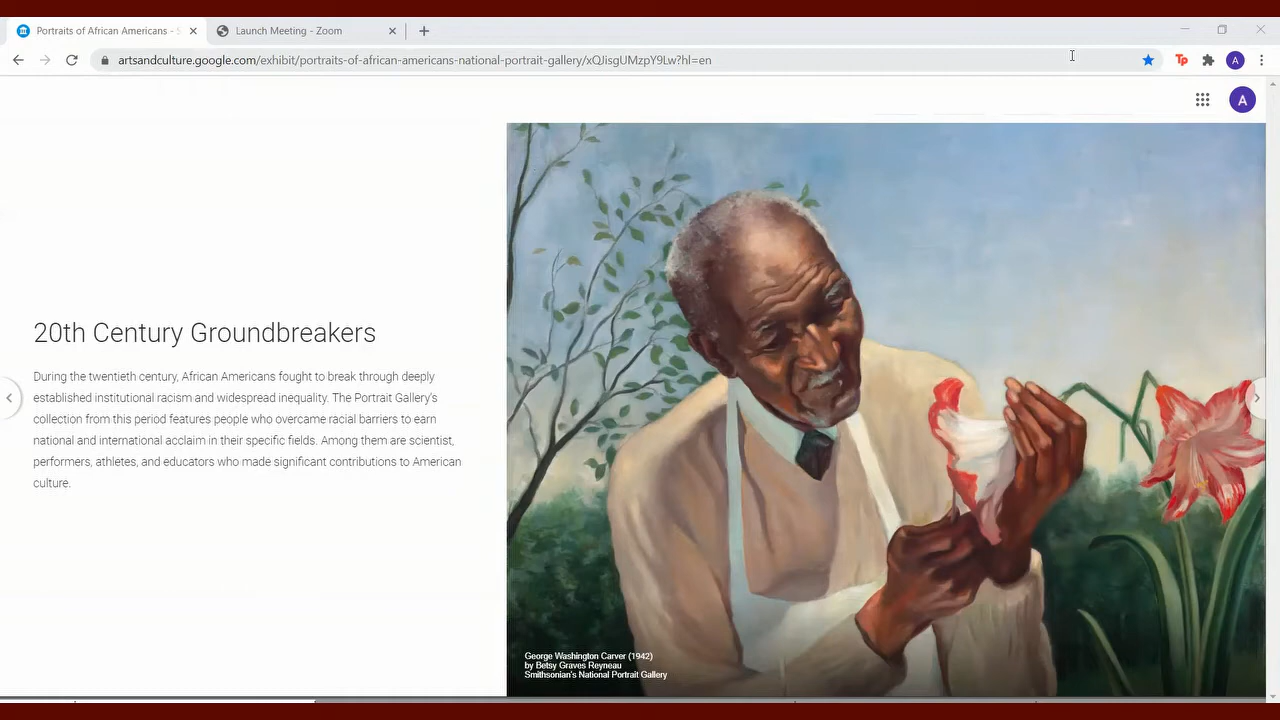 Portraits of African Americans -
Launch Meeting - Zoom
artsandculture.google.com/exhibit/portraits-of-african-americans-national-portrait-gallery/xQJisgUMzpY9Lw?hl=en
Tp
A
A
20th Century Groundbreakers
During the twentieth century, African Americans fought to break through deeply
established institutional racism and widespread inequality. The Portrait Gallery's
collection from this period features people who overcame racial barriers to earn
national and international acclaim in their specific fields. Among them are scientist,
performers, athletes, and educators who made significant contributions to American
culture.
George Washington Carver (1942)
by Betsy Graves Reyneau
Smithsonian's National Portrait Gallery